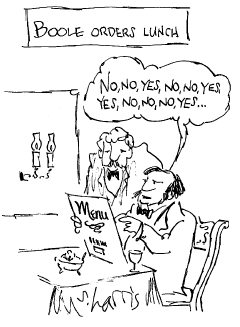 BOOLE ORDERS LUNCH
NO, NO, YES, NO, NO, YES
YES, NO, NO, NO, YES...
Menu
S. Harris